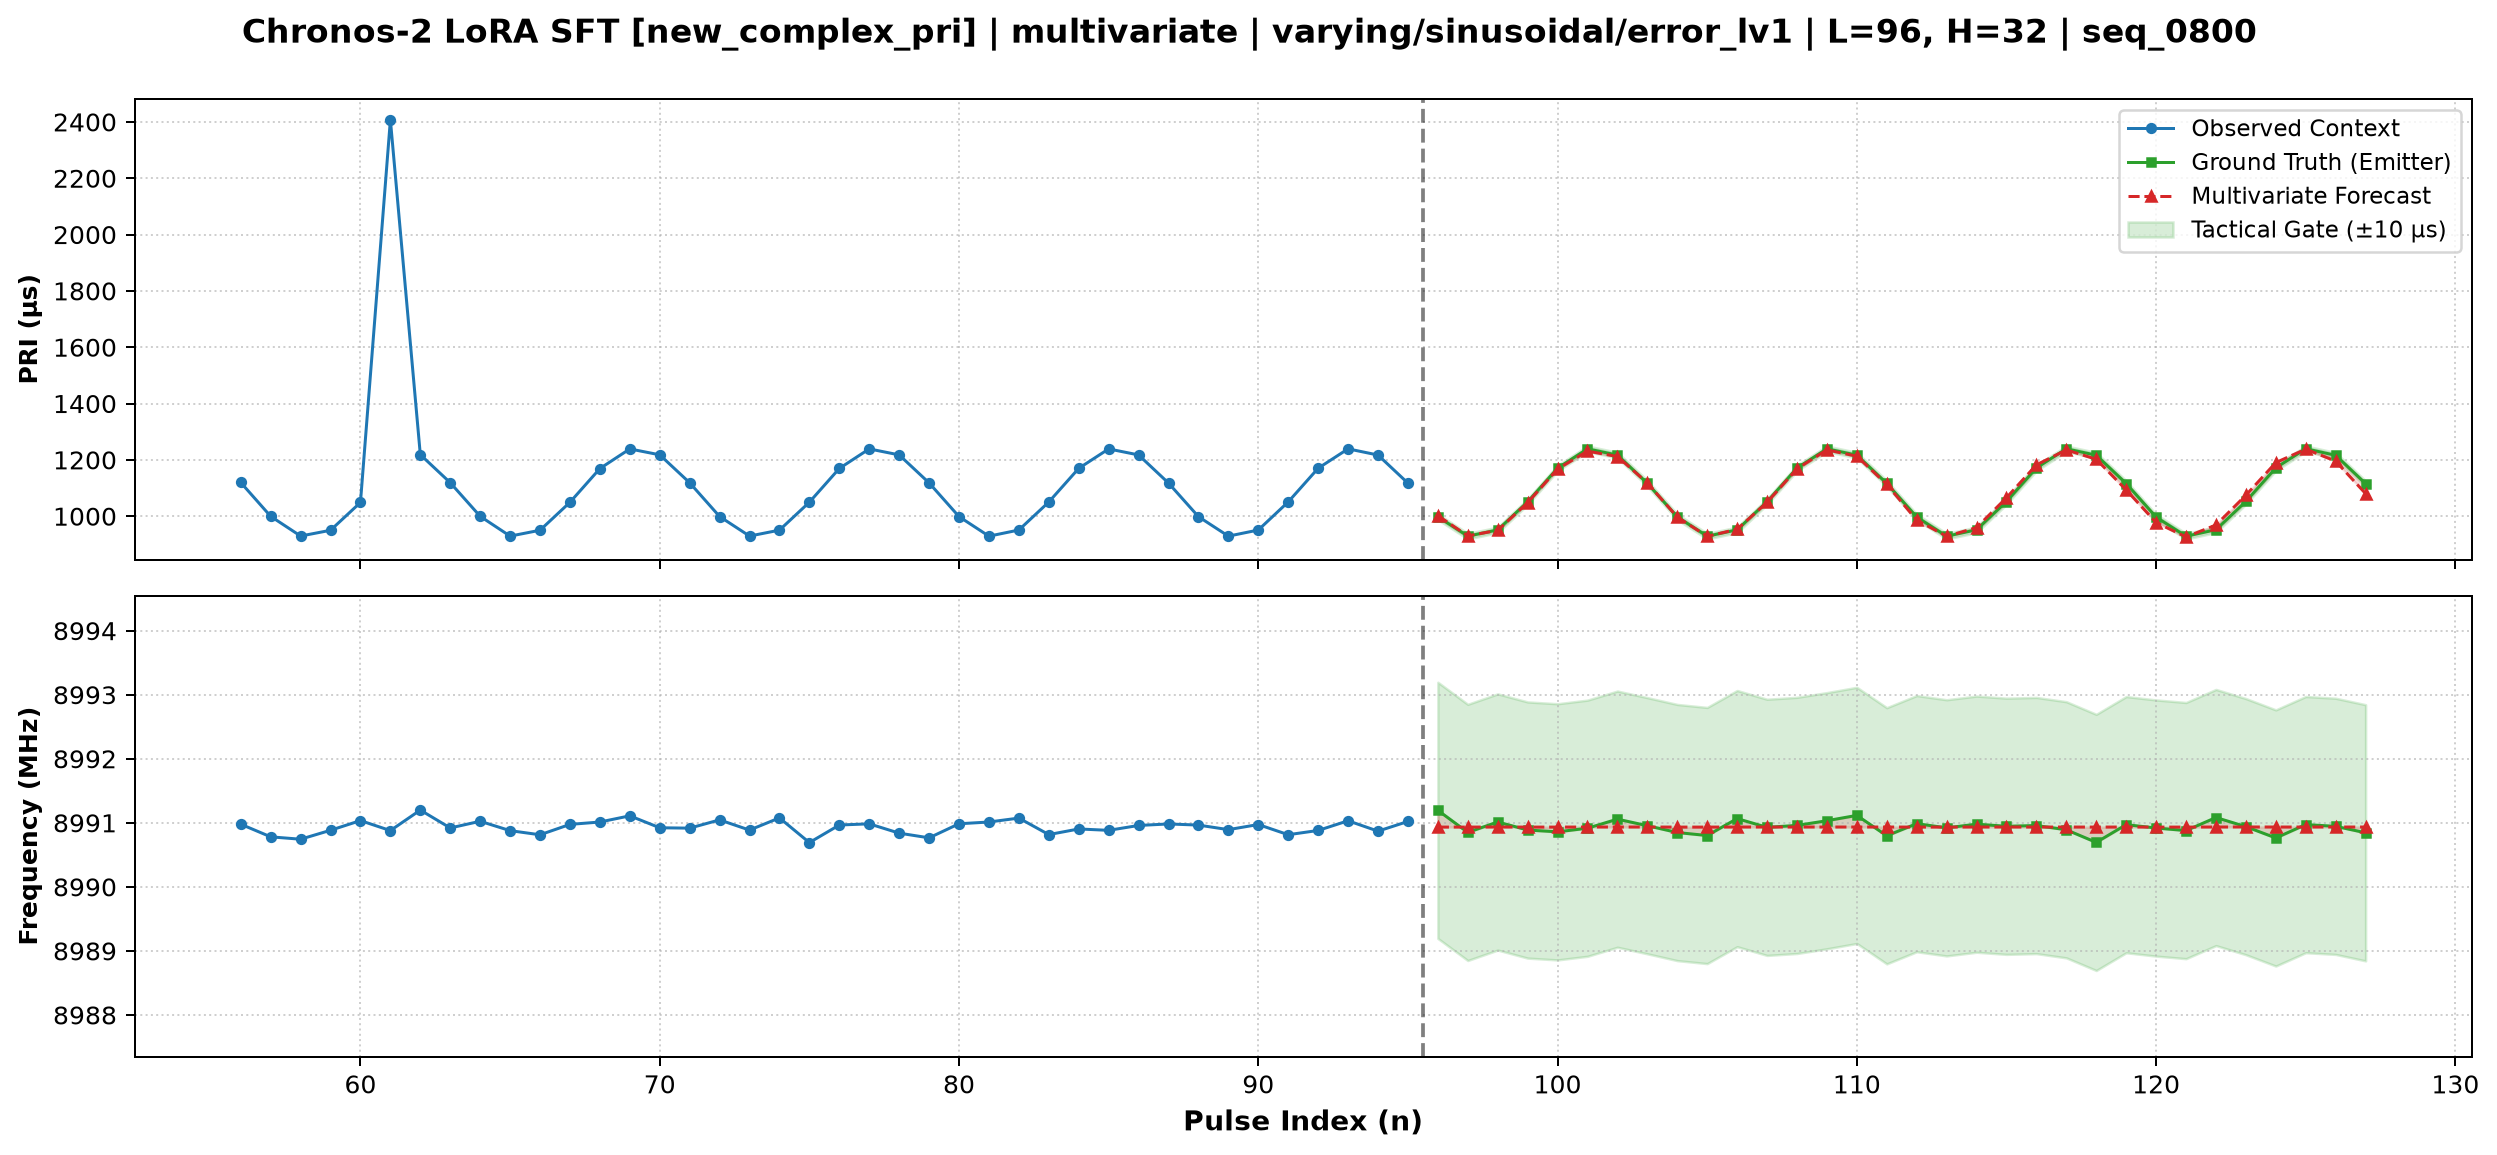 Chronos-2 LoRA SFT [new_complex_pri] | multivariate | varying/sinusoidal/error_lv1 | L=96, H=32 | seq_0800
PRI (µs)
2400
2200
2000
1800
1600
1400
1200
1000
Observed Context
Ground Truth (Emitter)
Multivariate Forecast
Tactical Gate (±10 µs)
Frequency (MHz)
8994
8993
8992
8991
8990
8989
8988
60 70 80 90 100 110 120 130
Pulse Index (n)